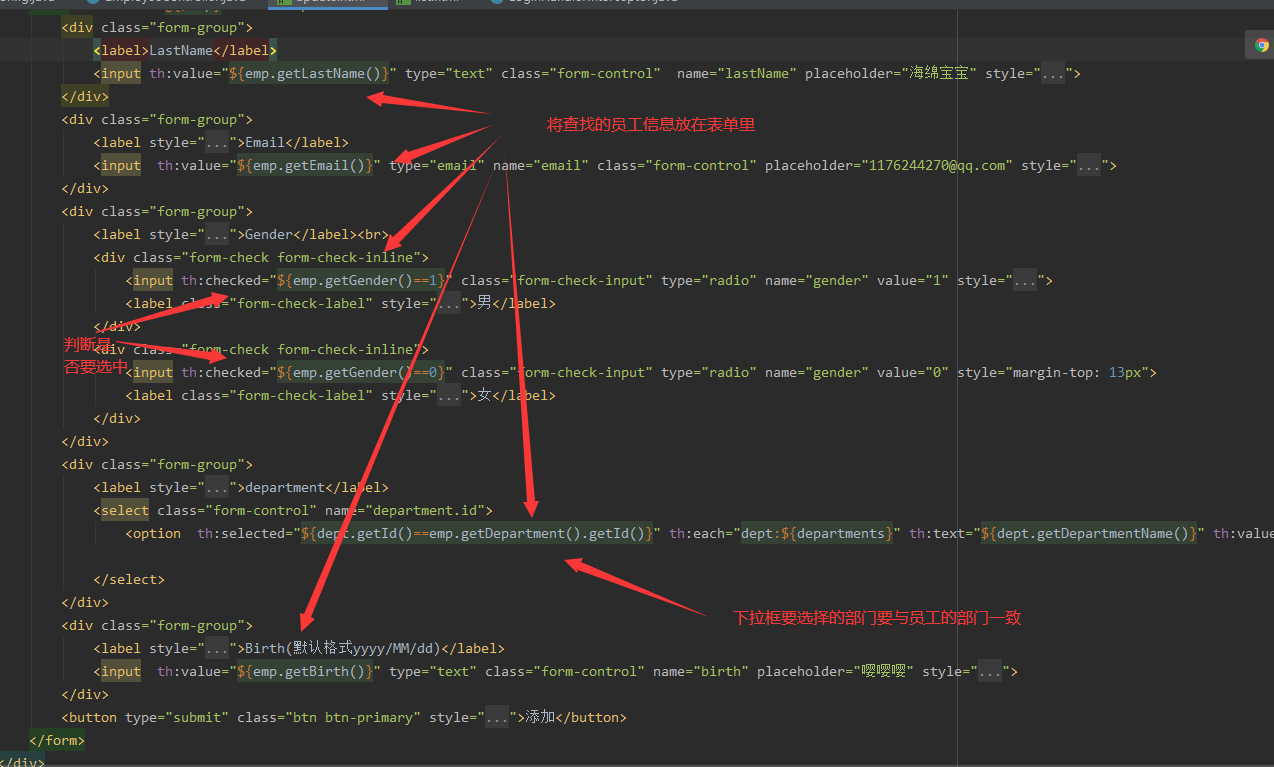 EmployeeController.java update.html list.html LoginHandlerInterceptor.java
<div class="form-group">
<label>LastName</label>
<input th:value="${emp.getLastName()}" type="text" class="form-control" name="lastName" placeholder="海绵宝宝" style="...">
</div>
将查找的员工信息放在表单里
<div class="form-group">
<label style="...">Email</label>
<input th:value="${emp.getEmail()}" type="email" name="email" class="form-control" placeholder="1176244270@qq.com" style="...">
</div>
<div class="form-group">
<label style="...">Gender</label><br>
<div class="form-check form-check-inline">
<input th:checked="${emp.getGender()==1}" class="form-check-input" type="radio" name="gender" value="1" style="...">
<label class="form-check-label" style="...">男</label>
</div>
判断是
否要选中
<div class="form-check form-check-inline">
<input th:checked="${emp.getGender()==0}" class="form-check-input" type="radio" name="gender" value="0" style="margin-top: 13px">
<label class="form-check-label" style="...">女</label>
</div>
</div>
<div class="form-group">
<label style="...">department</label>
<select class="form-control" name="department.id">
<option th:selected="${dept.getId()==emp.getDepartment().getId()}" th:each="dept:${departments}" th:text="${dept.getDepartmentName()}" th:value
</select>
</div>
下拉框要选择的部门要与员工的部门一致
<div class="form-group">
<label style="...">Birth(默认格式yyyy/MM/dd)</label>
<input th:value="${emp.getBirth()}" type="text" class="form-control" name="birth" placeholder="嘤嘤嘤" style="...">
</div>
<button type="submit" class="btn btn-primary" style="...">添加</button>
</form>
</div>